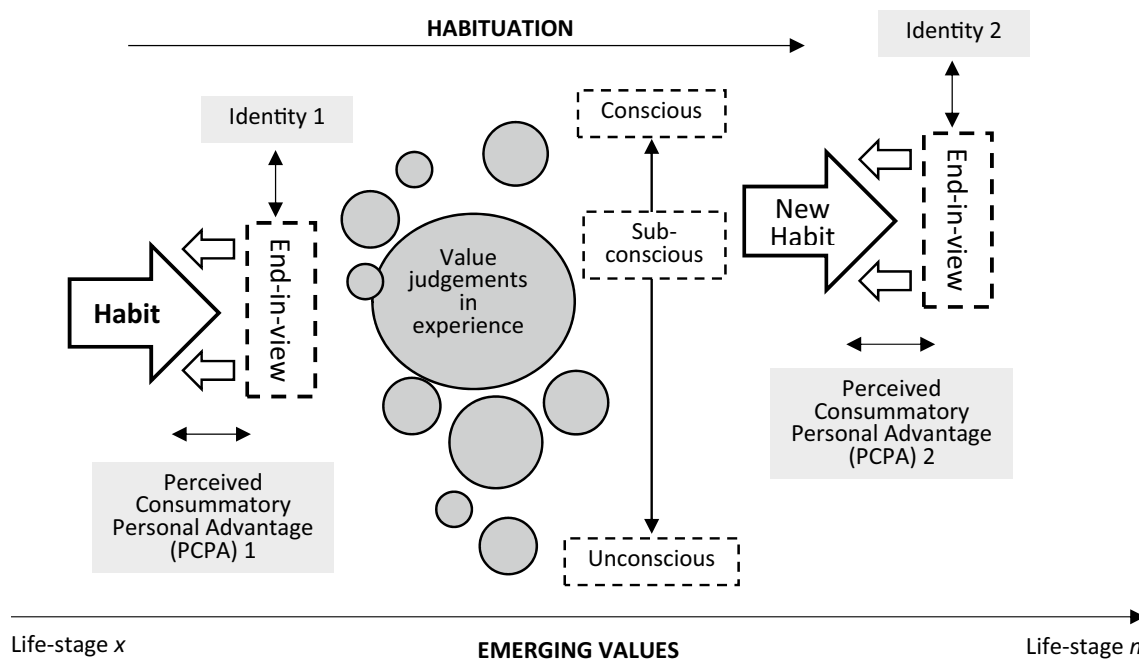 HABITUATION
Identity 2
Identity 1
Conscious
End-in-view
New
Habit
Sub-
conscious
End-in-view
Value
judgements
in
experience
Habit
Perceived
Consummatory
Personal Advantage
(PCPA) 2
Perceived
Consummatory
Personal Advantage
(PCPA) 1
Unconscious
Life-stage x
EMERGING VALUES
Life-stage n